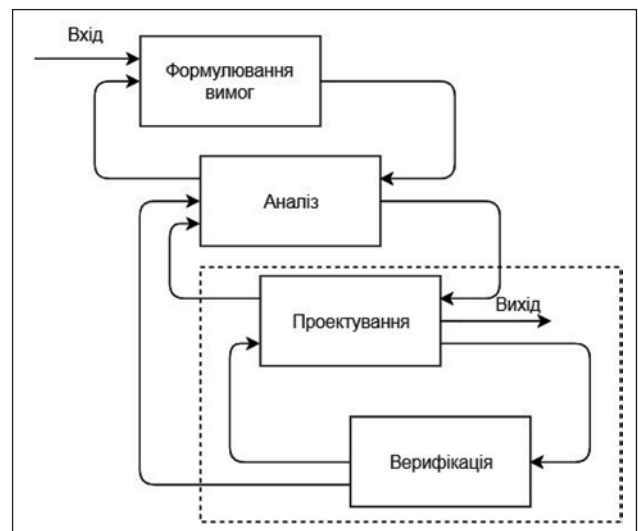 Вхід
Формулювання
вимог
Аналіз
Проектування
Вихід
Верифікація